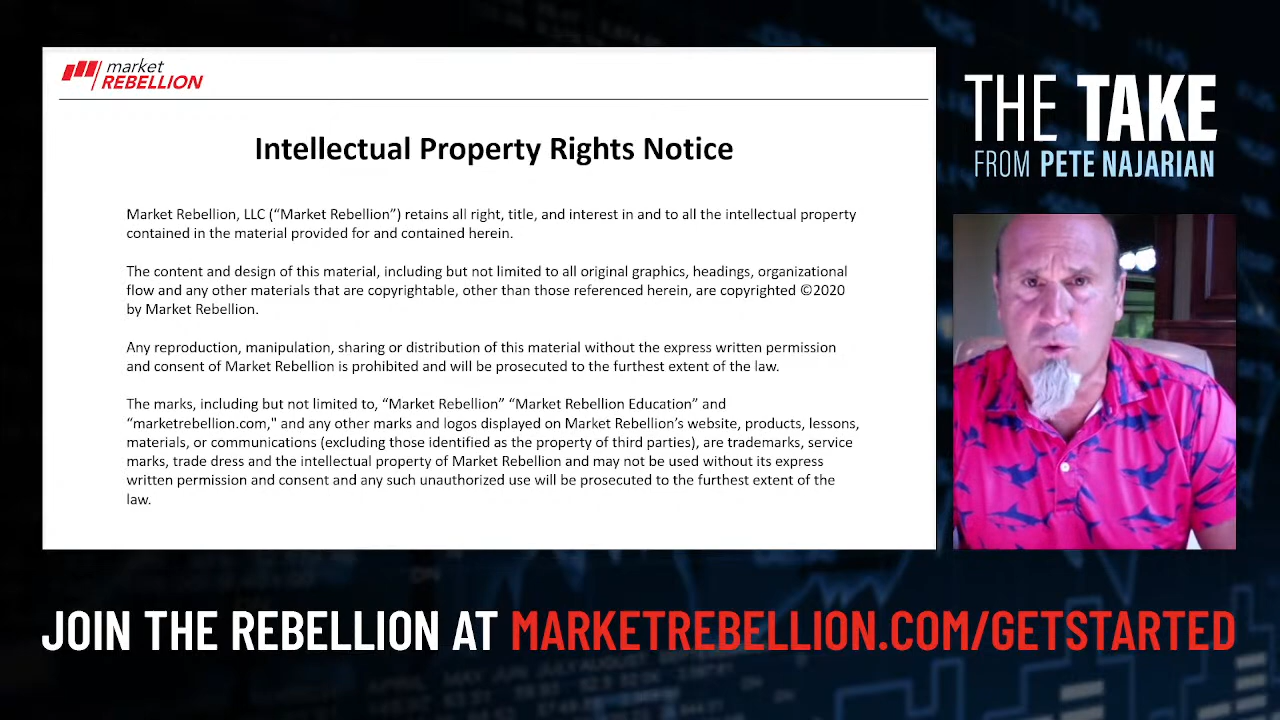 market
REBELLION
Intellectual Property Rights Notice
Market Rebellion, LLC (“Market Rebellion”) retains all right, title, and interest in and to all the intellectual property
contained in the material provided for and contained herein.
The content and design of this material, including but not limited to all original graphics, headings, organizational
flow and any other materials that are copyrightable, other than those referenced herein, are copyrighted ©2020
by Market Rebellion.
Any reproduction, manipulation, sharing or distribution of this material without the express written permission
and consent of Market Rebellion is prohibited and will be prosecuted to the furthest extent of the law.
The marks, including but not limited to, “Market Rebellion” “Market Rebellion Education” and
“marketrebellion.com," and any other marks and logos displayed on Market Rebellion’s website, products, lessons,
materials, or communications (excluding those identified as the property of third parties), are trademarks, service
marks, trade dress and the intellectual property of Market Rebellion and may not be used without its express
written permission and consent and any such unauthorized use will be prosecuted to the furthest extent of the
law.
THE TAKE
FROM PETE NAJARIAN
JOIN THE REBELLION AT MARKETREBELLION.COM/GETSTARTED